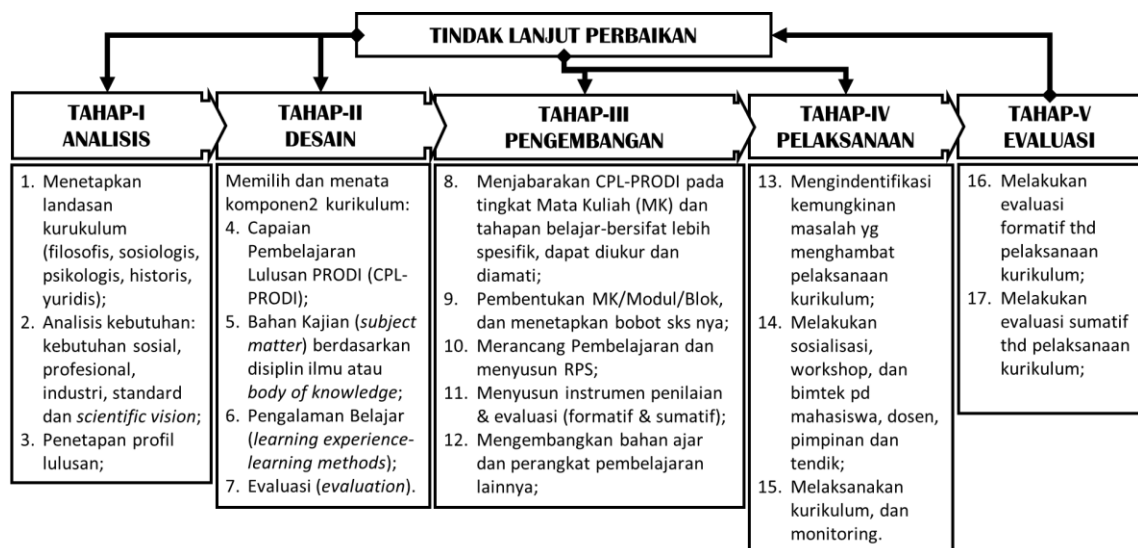 TINDAK LANJUT PERBAIKAN
TAHAP-I
ANALISIS
1. Menetapkan
landasan
kurukulum
(filosofis, sosiologis,
psikologis, historis,
yuridis);
2. Analisis kebutuhan:
kebutuhan sosial,
profesional,
industri, standard
dan scientific vision;
3. Penetapan profil
lulusan;
TAHAP-II
DESAIN
Memilih dan menata
komponen2 kurikulum:
4. Capaian
Pembelajaran
Lulusan PRODI (CPL-
PRODI);
5. Bahan Kajian (subject
matter) berdasarkan
disiplin ilmu atau
body of knowledge;
6. Pengalaman Belajar
(learning experience-
learning methods);
7. Evaluasi (evaluation).
TAHAP-III
PENGEMBANGAN
8. Menjabarakan CPL-PRODI pada
tingkat Mata Kuliah (MK) dan
tahapan belajar-bersifat lebih
spesifik, dapat diukur dan
diamati;
9. Pembentukan MK/Modul/Blok,
dan menetapkan bobot sks nya;
10. Merancang Pembelajaran dan
menyusun RPS;
11. Menyusun instrumen penilaian
& evaluasi (formatif & sumatif);
12. Mengembangkan bahan ajar
dan perangkat pembelajaran
lainnya;
TAHAP-IV
PELAKSANAAN
13. Mengindentifikasi
kemungkinan
masalah yg
menghambat
pelaksanaan
kurikulum;
14. Melakukan
sosialisasi,
workshop, dan
bimtek pd
mahasiswa, dosen,
pimpinan dan
tendik;
15. Melaksanakan
kurikulum, dan
monitoring.
TAHAP-V
EVALUASI
16. Melakukan
evaluasi
formatif thd
pelaksanaan
kurikulum;
17. Melakukan
evaluasi sumatif
thd pelaksanaan
kurikulum;